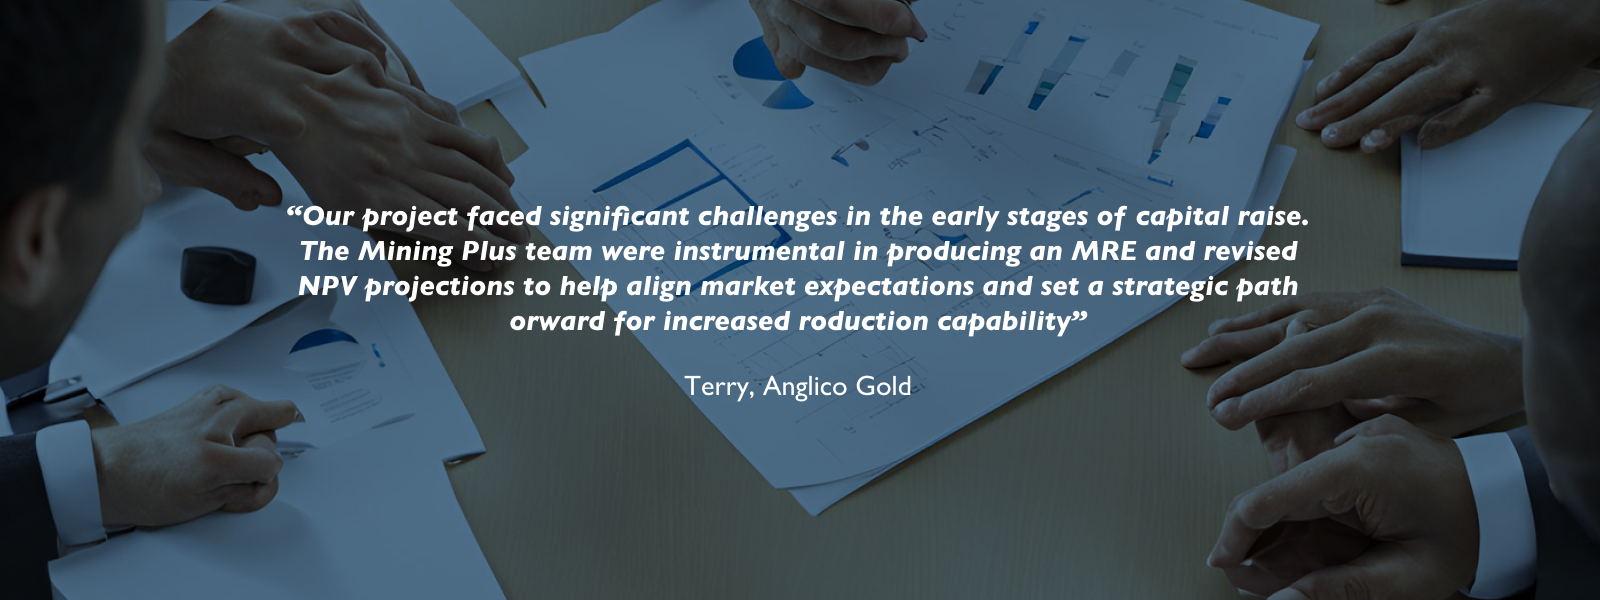 “Our project faced significant challenges in the early stages of capital raise.
The Mining Plus team were instrumental in producing an MRE and revised
NPV projections to help align market expectations and set a strategic path
orward for increased roduction capability”
Terry, Anglico Gold